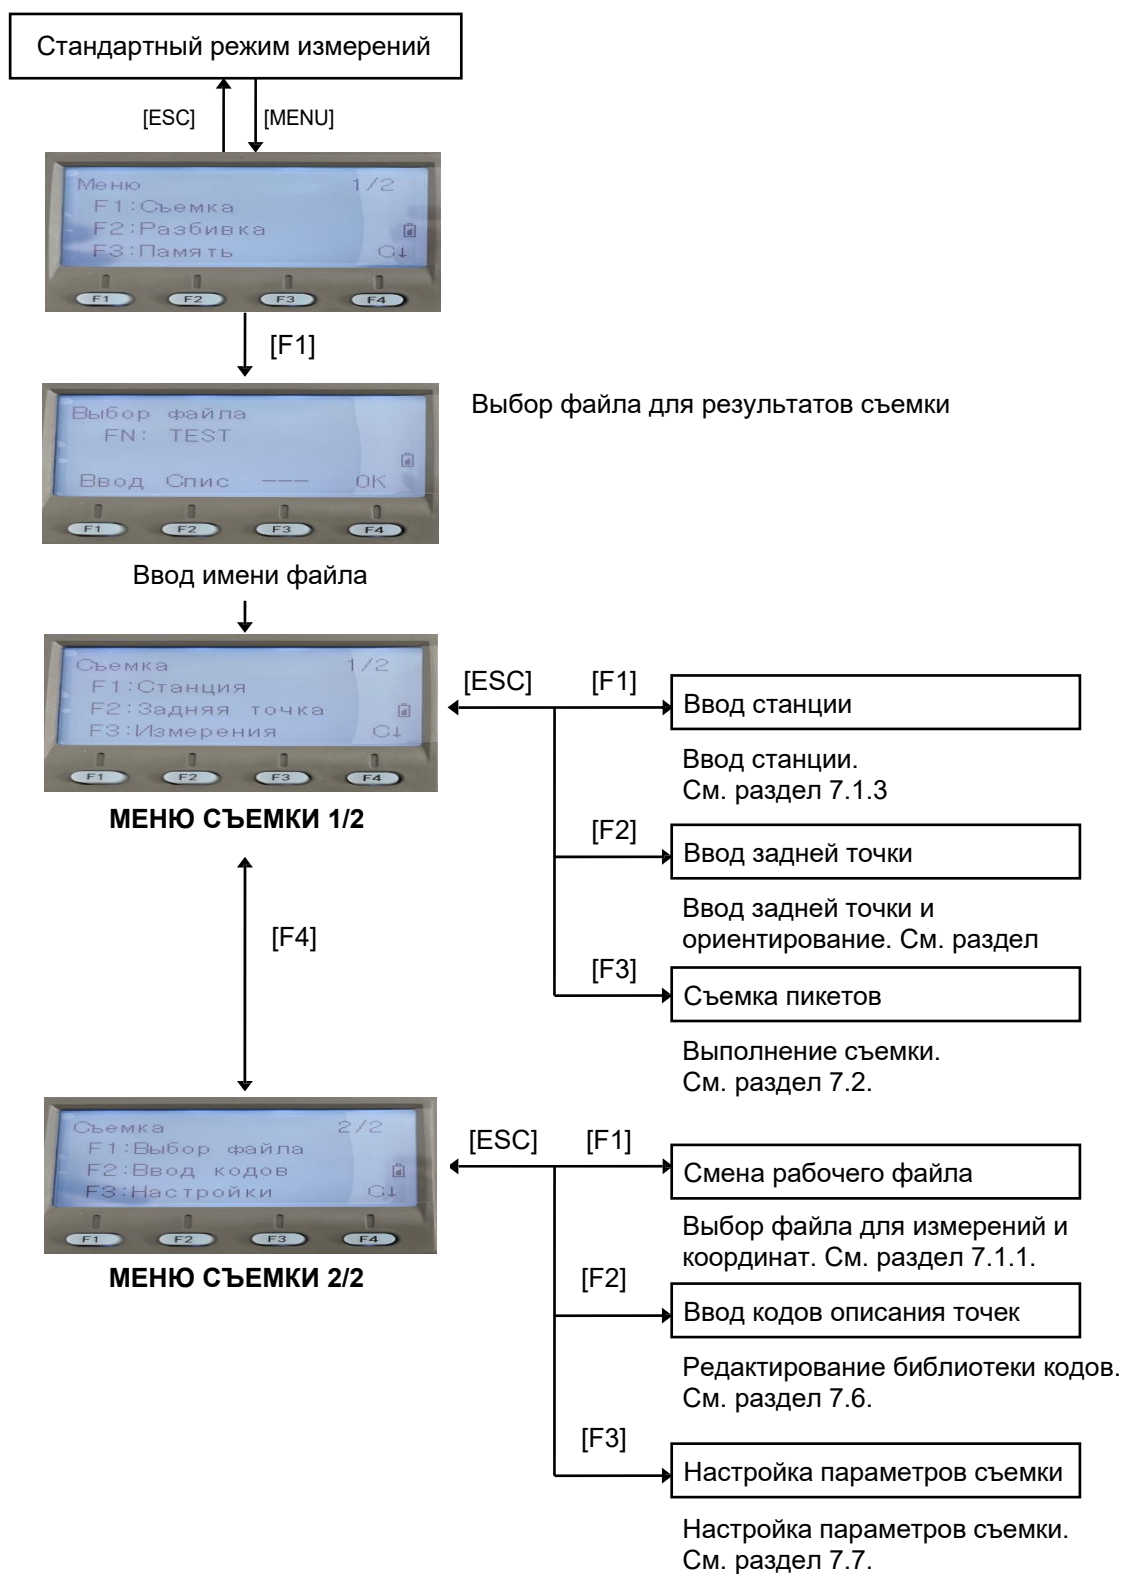 Стандартный режим измерений
[ESC] [MENU]
Меню 1/2
F1:Съемка
F2:Разбивка
F3:Память С↓
F1 F2 F3 F4
[F1]
Выбор файла для результатов съемки
Выбор файла
FN: TEST
Ввод Спис --- OK
F1 F2 F3 F4
Ввод имени файла
Съемка 1/2
F1:Станция
F2:Задняя точка
F3:Измерения С↓
F1 F2 F3 F4
МЕНЮ СЪЕМКИ 1/2
[ESC] [F1]
Ввод станции
Ввод станции.
См. раздел 7.1.3
[F2]
Ввод задней точки
Ввод задней точки и
ориентирование. См. раздел
[F3]
Съемка пикетов
Выполнение съемки.
См. раздел 7.2.
[F4]
Съемка 2/2
F1:Выбор файла
F2:Ввод кодов
F3:Настройки С↓
F1 F2 F3 F4
МЕНЮ СЪЕМКИ 2/2
[ESC] [F1]
Смена рабочего файла
Выбор файла для измерений и
координат. См. раздел 7.1.1.
[F2]
Ввод кодов описания точек
Редактирование библиотеки кодов.
См. раздел 7.6.
[F3]
Настройка параметров съемки
Настройка параметров съемки.
См. раздел 7.7.